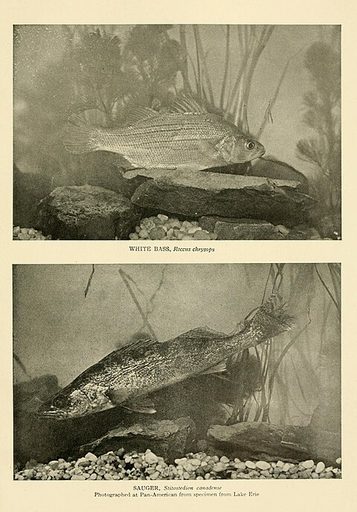 WHITE BASS, Roccus chrysops
SAUGER, Stizostedion canadense
Photographed at Pan-American from specimen from Lake Erie